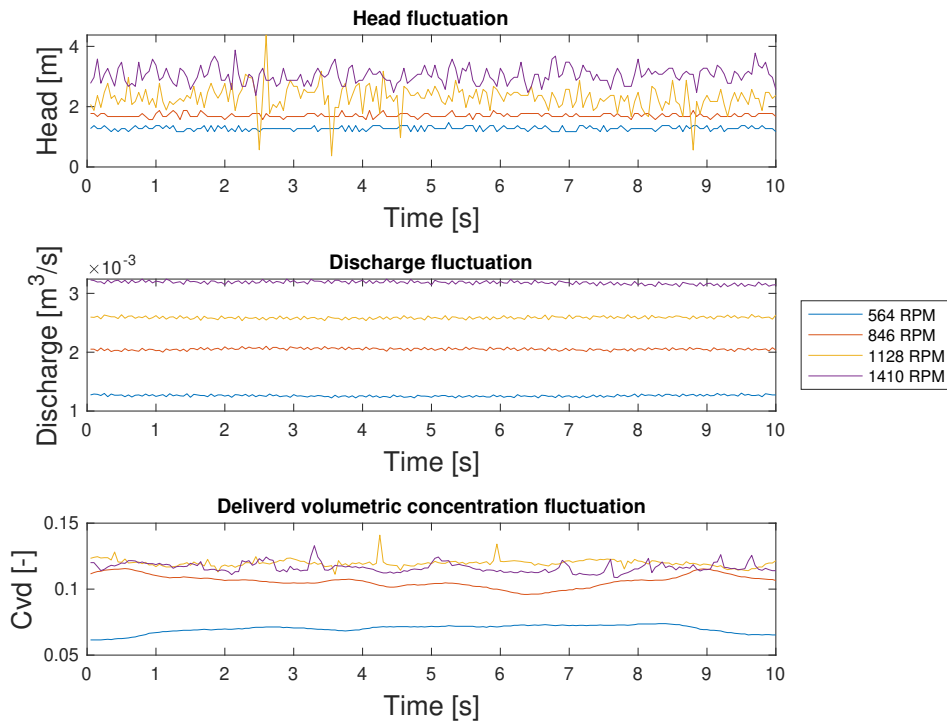 Head fluctuation
4
2
0
Head [m]
0 1 2 3 4 5 6 7 8 9 10
Time [s]
×10⁻³
Discharge fluctuation
3
2
1
Discharge [m³/s]
0 1 2 3 4 5 6 7 8 9 10
Time [s]
564 RPM
846 RPM
1128 RPM
1410 RPM
Deliverd volumetric concentration fluctuation
0.15
0.1
0.05
Cvd [-]
0 1 2 3 4 5 6 7 8 9 10
Time [s]